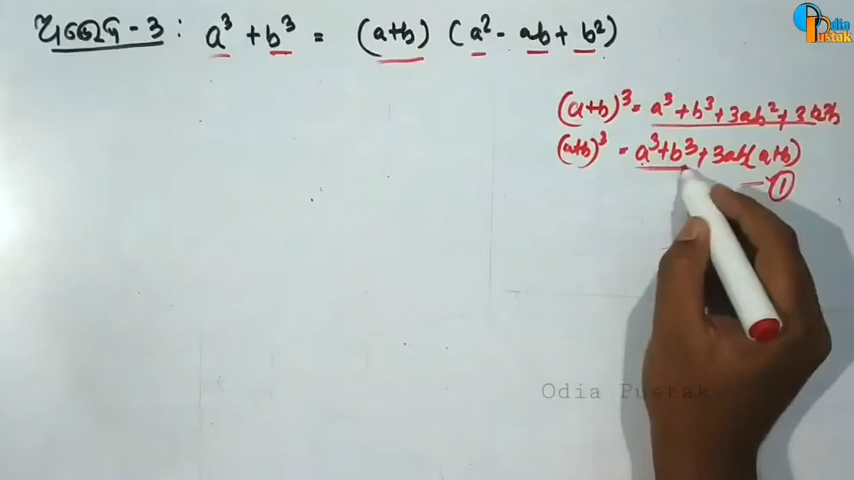 ଅଭେଦ - 3 : a³ + b³ = (a+b) (a² - ab + b²)
(a+b)³ = a³ + b³ + 3ab² + 3a²b
(a+b)³ = a³+b³ + 3ab(a+b)
— ①
Odia Pustak
Odia Pustak